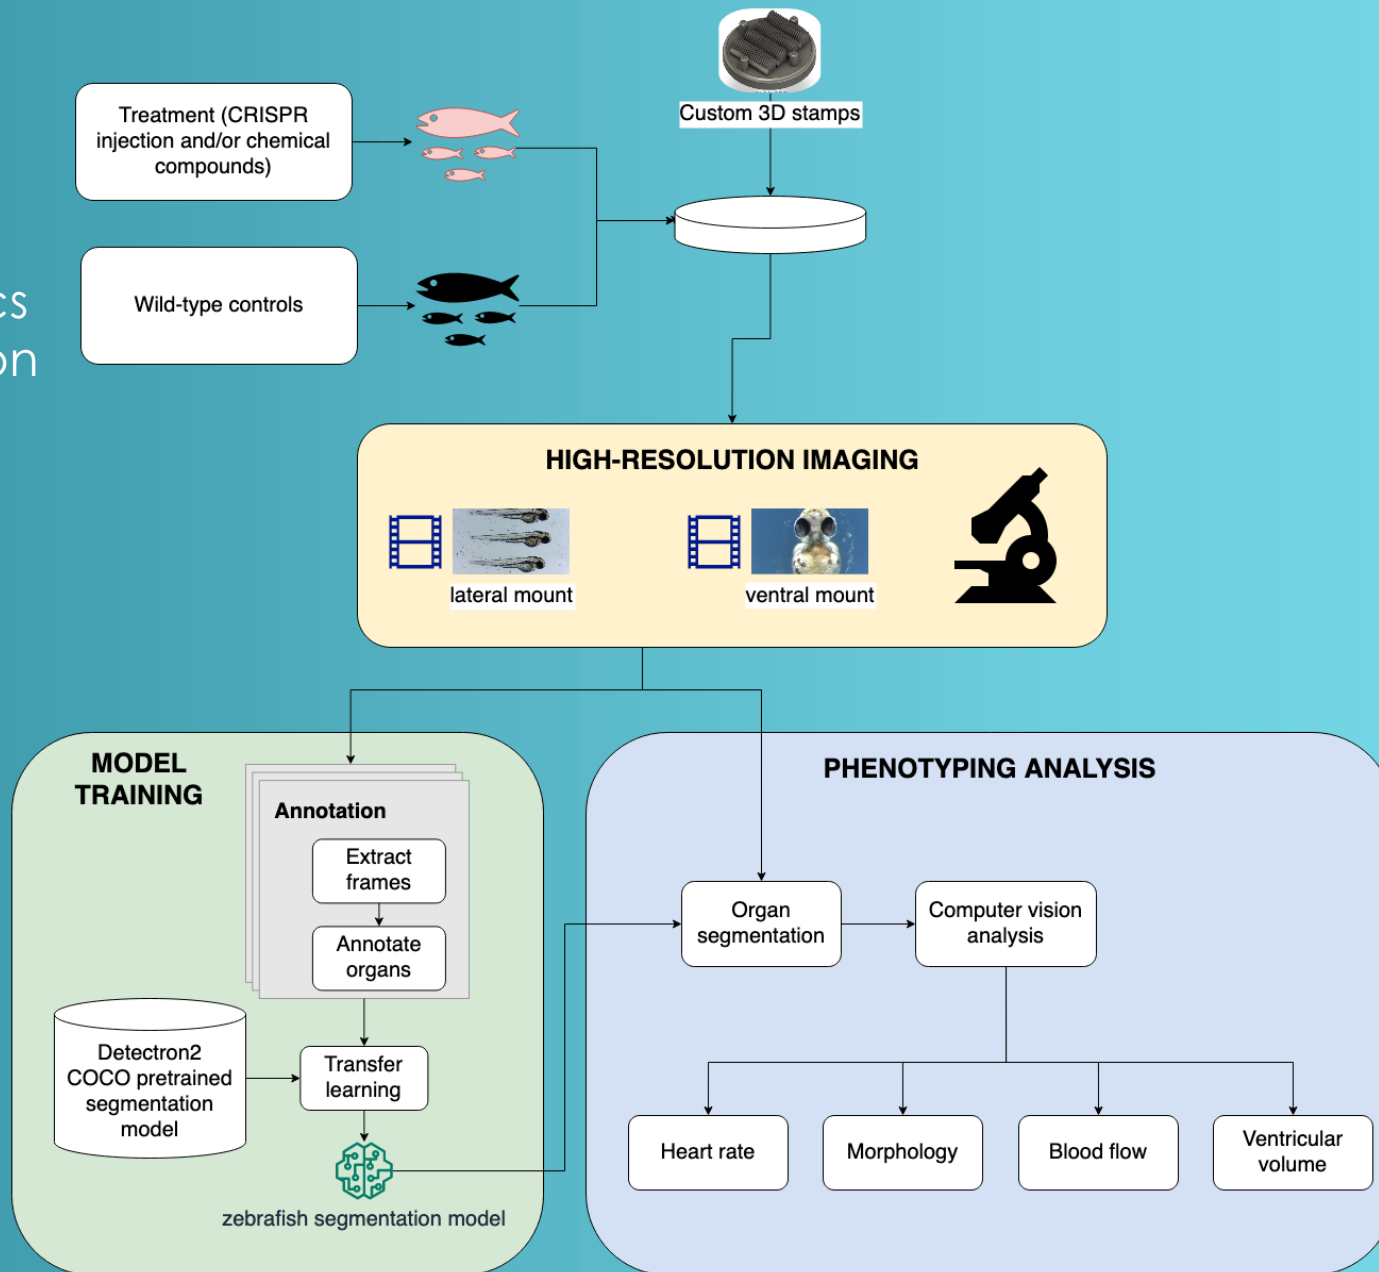 Custom 3D stamps
Treatment (CRISPR
injection and/or chemical
compounds)
Wild-type controls
HIGH-RESOLUTION IMAGING
lateral mount
ventral mount
MODEL
TRAINING
Annotation
Extract
frames
Annotate
organs
Detectron2
COCO pretrained
segmentation
model
Transfer
learning
zebrafish segmentation model
PHENOTYPING ANALYSIS
Organ
segmentation
Computer vision
analysis
Heart rate
Morphology
Blood flow
Ventricular
volume